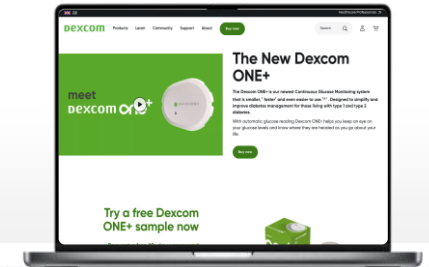 Healthcare Professionals
Dexcom Products Learn Community Support About Buy now Search
meet
Dexcom one+
The New Dexcom
ONE+
The Dexcom ONE+ is our newest Continuous Glucose Monitoring system
that is smaller, faster and even easier to use. Designed to simplify and
improve diabetes management for those living with type 1 and type 2
diabetes.
With automatic glucose reading Dexcom ONE+ helps you keep an eye on
your glucose levels and know where they are headed as you go about your
life.
Buy now
Try a free Dexcom
ONE+ sample now